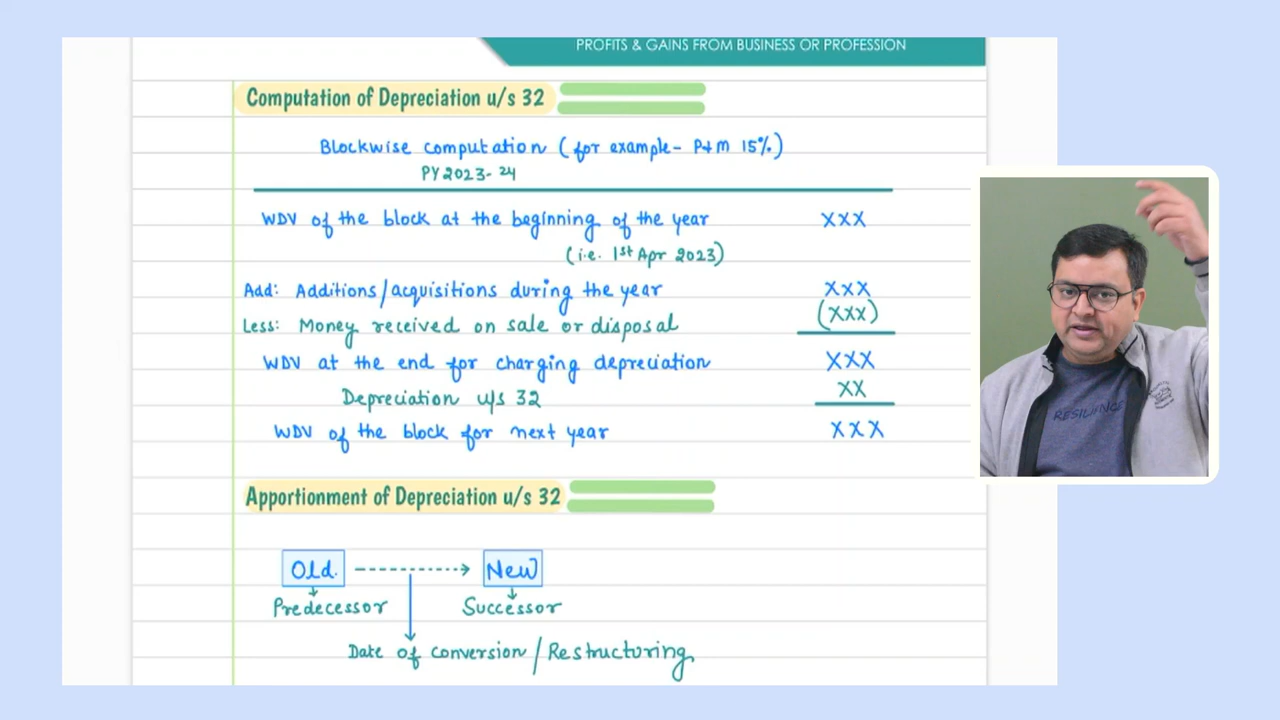 PROFITS & GAINS FROM BUSINESS OR PROFESSION
Computation of Depreciation u/s 32
Blockwise computation (for example- P+M 15%)
PY 2023-24
WDV of the block at the beginning of the year XXX
(i.e. 1st Apr 2023)
Add: Additions/acquisitions during the year XXX
Less: Money received on sale or disposal (XXX)
WDV at the end for charging depreciation XXX
Depreciation u/s 32 XX
WDV of the block for next year XXX
Apportionment of Depreciation u/s 32
Old. New
Predecessor Successor
Date of conversion / Restructuring
RESILIENCE